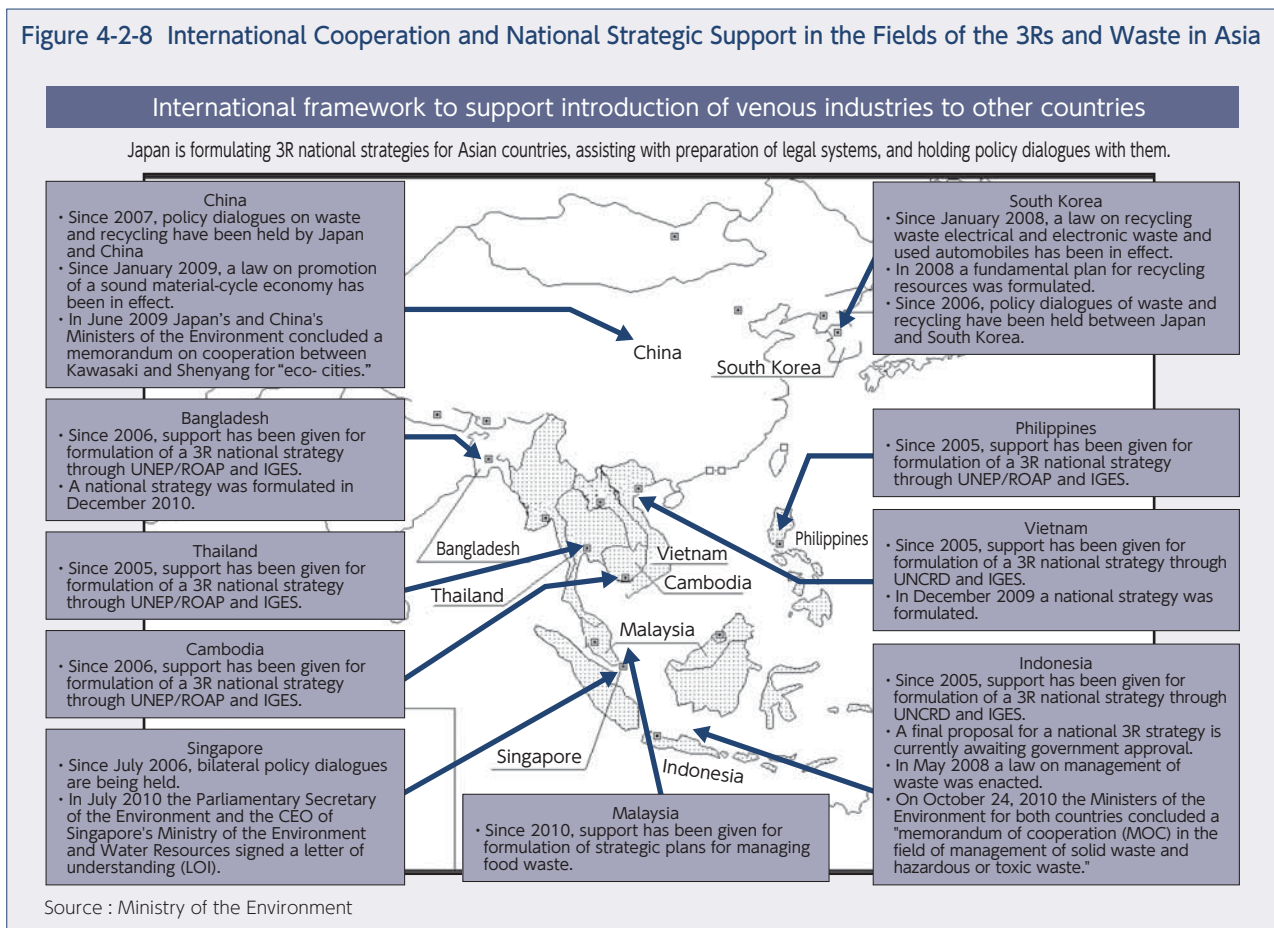 Figure 4-2-8 International Cooperation and National Strategic Support in the Fields of the 3Rs and Waste in Asia
International framework to support introduction of venous industries to other countries
Japan is formulating 3R national strategies for Asian countries, assisting with preparation of legal systems, and holding policy dialogues with them.
China
・Since 2007, policy dialogues on waste
and recycling have been held by Japan
and China
・Since January 2009, a law on promotion
of a sound material-cycle economy has
been in effect.
・In June 2009 Japan's and China's
Ministers of the Environment concluded a
memorandum on cooperation between
Kawasaki and Shenyang for “eco- cities.”
Bangladesh
・Since 2006, support has been given for
formulation of a 3R national strategy
through UNEP/ROAP and IGES.
・A national strategy was formulated in
December 2010.
Thailand
・Since 2005, support has been given for
formulation of a 3R national strategy
through UNEP/ROAP and IGES.
Cambodia
・Since 2006, support has been given for
formulation of a 3R national strategy
through UNEP/ROAP and IGES.
Singapore
・Since July 2006, bilateral policy dialogues
are being held.
・In July 2010 the Parliamentary Secretary
of the Environment and the CEO of
Singapore's Ministry of the Environment
and Water Resources signed a letter of
understanding (LOI).
China
South Korea
Bangladesh
Vietnam
Cambodia
Thailand
Philippines
Malaysia
Singapore
Indonesia
Malaysia
・Since 2010, support has been given for
formulation of strategic plans for managing
food waste.
South Korea
・Since January 2008, a law on recycling
waste electrical and electronic waste and
used automobiles has been in effect.
・In 2008 a fundamental plan for recycling
resources was formulated.
・Since 2006, policy dialogues of waste and
recycling have been held between Japan
and South Korea.
Philippines
・Since 2005, support has been given for
formulation of a 3R national strategy
through UNEP/ROAP and IGES.
Vietnam
・Since 2005, support has been given for
formulation of a 3R national strategy through
UNCRD and IGES.
・In December 2009 a national strategy was
formulated.
Indonesia
・Since 2005, support has been given for
formulation of a 3R national strategy through
UNCRD and IGES.
・A final proposal for a national 3R strategy is
currently awaiting government approval.
・In May 2008 a law on management of
waste was enacted.
・On October 24, 2010 the Ministers of the
Environment for both countries concluded a
"memorandum of cooperation (MOC) in the
field of management of solid waste and
hazardous or toxic waste."
Source : Ministry of the Environment